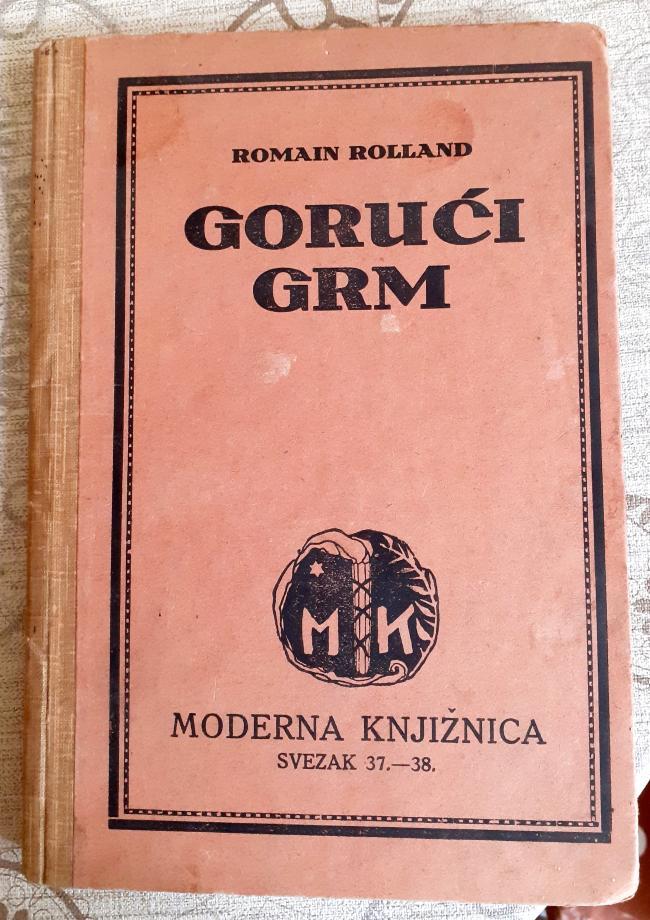 ROMAIN ROLLAND
GORUĆI
GRM
M K
MODERNA KNJIŽNICA
SVEZAK 37.—38.